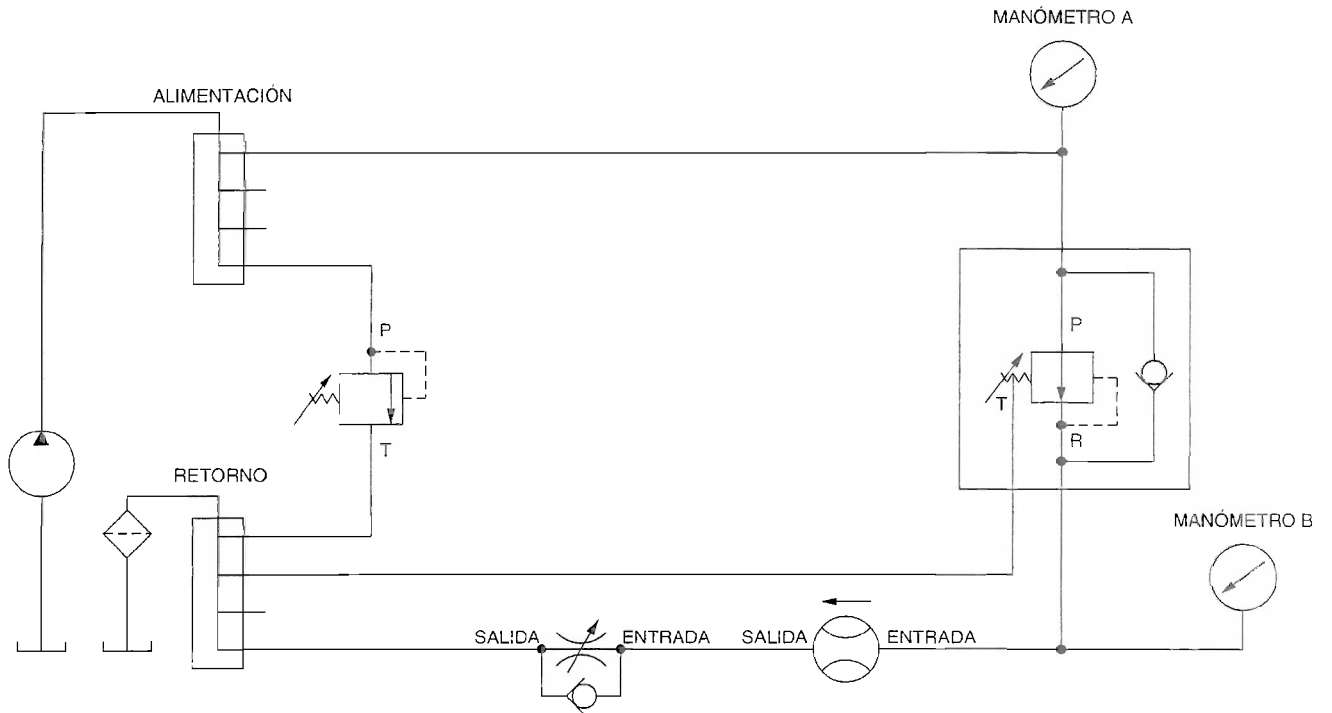 MANÓMETRO A
ALIMENTACIÓN
P
T
P
T
R
RETORNO
MANÓMETRO B
SALIDA ENTRADA SALIDA ENTRADA